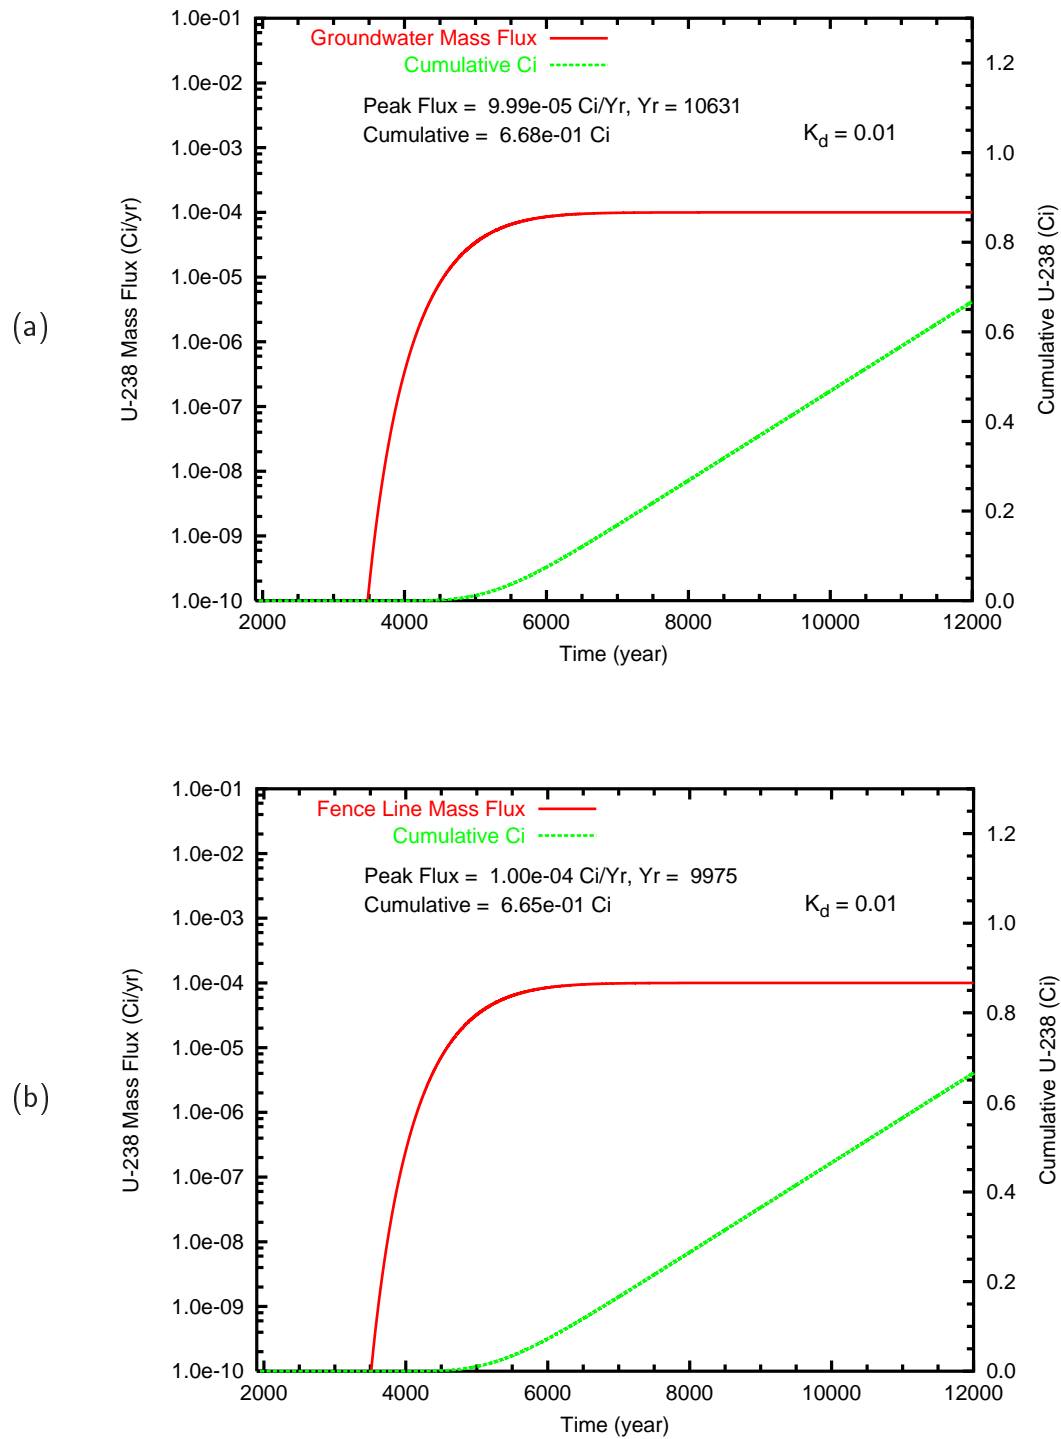 (a)
Groundwater Mass Flux
Cumulative Ci
Peak Flux = 9.99e-05 Ci/Yr, Yr = 10631
Cumulative = 6.68e-01 Ci
K_d = 0.01
U-238 Mass Flux (Ci/yr)
1.0e-01
1.0e-02
1.0e-03
1.0e-04
1.0e-05
1.0e-06
1.0e-07
1.0e-08
1.0e-09
1.0e-10
Cumulative U-238 (Ci)
1.2
1.0
0.8
0.6
0.4
0.2
0.0
2000 4000 6000 8000 10000 12000
Time (year)
(b)
Fence Line Mass Flux
Cumulative Ci
Peak Flux = 1.00e-04 Ci/Yr, Yr = 9975
Cumulative = 6.65e-01 Ci
K_d = 0.01
U-238 Mass Flux (Ci/yr)
1.0e-01
1.0e-02
1.0e-03
1.0e-04
1.0e-05
1.0e-06
1.0e-07
1.0e-08
1.0e-09
1.0e-10
Cumulative U-238 (Ci)
1.2
1.0
0.8
0.6
0.4
0.2
0.0
2000 4000 6000 8000 10000 12000
Time (year)